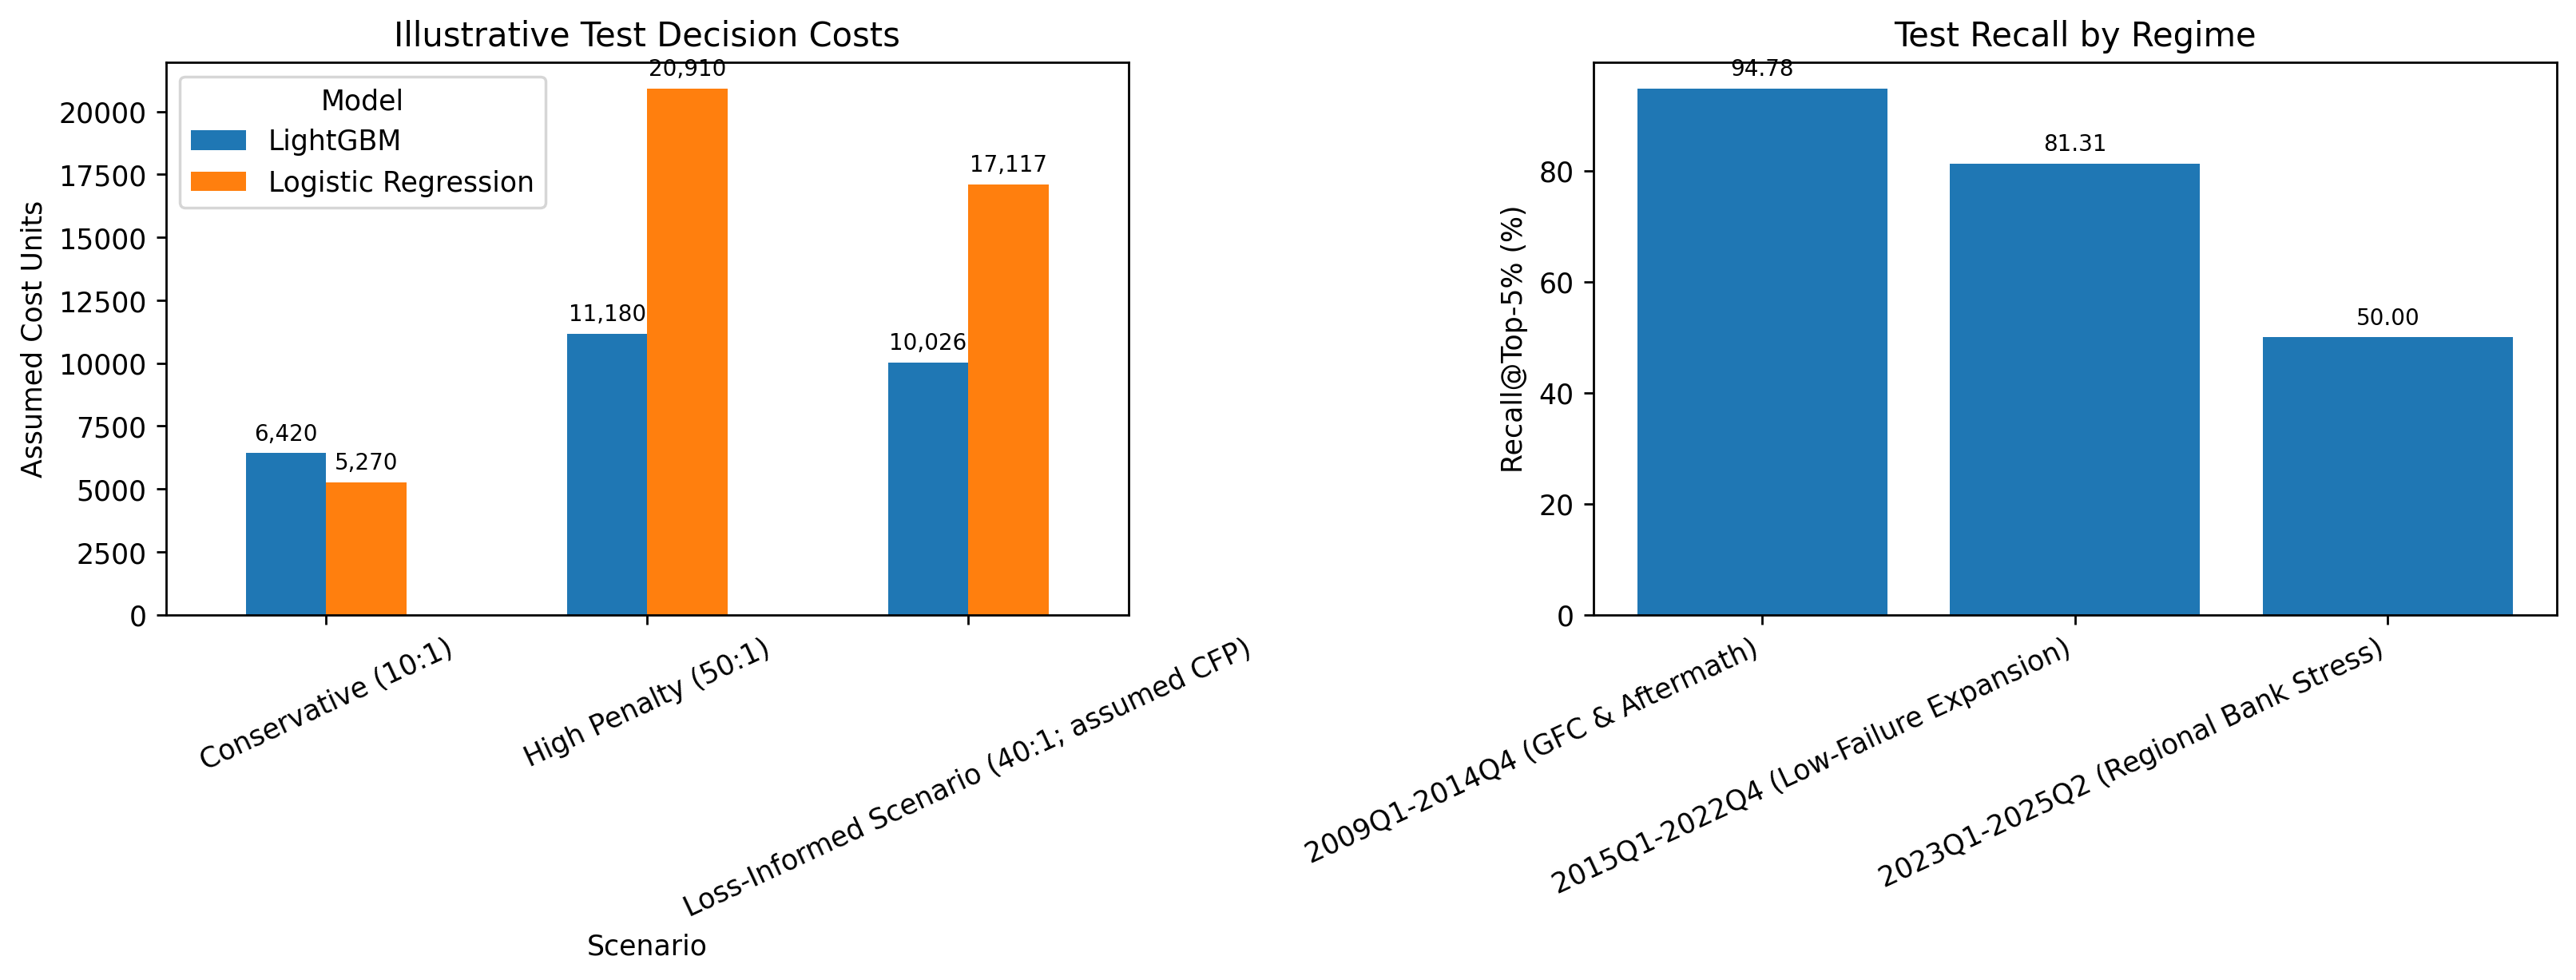 Illustrative Test Decision Costs
Assumed Cost Units
20000
17500
15000
12500
10000
7500
5000
2500
0
Model
LightGBM
Logistic Regression
6,420
5,270
11,180
20,910
10,026
17,117
Conservative (10:1)
High Penalty (50:1)
Loss-Informed Scenario (40:1; assumed CFP)
Scenario
Test Recall by Regime
Recall@Top-5% (%)
80
60
40
20
0
94.78
81.31
50.00
2009Q1-2014Q4 (GFC & Aftermath)
2015Q1-2022Q4 (Low-Failure Expansion)
2023Q1-2025Q2 (Regional Bank Stress)